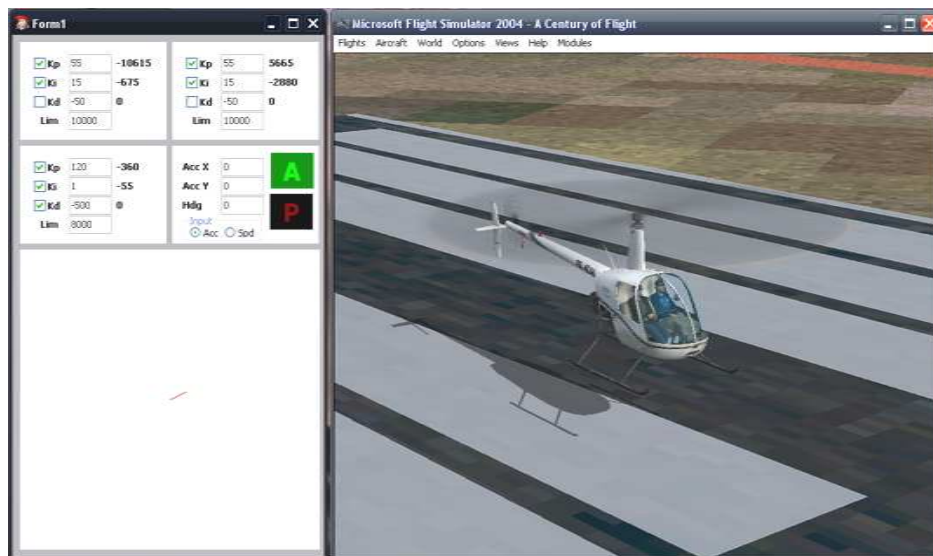 Form1
Kp 55 -10615
Ki 15 -675
Kd -50 0
Lim 10000
Kp 55 5665
Ki 15 -2880
Kd -50 0
Lim 10000
Kp 120 -360
Ki 1 -55
Kd -500 0
Lim 8000
Acc X 0
Acc Y 0
Hdg 0
Input
Acc Spd
A
P
Microsoft Flight Simulator 2004 - A Century of Flight
Flights Aircraft World Options Views Help Modules